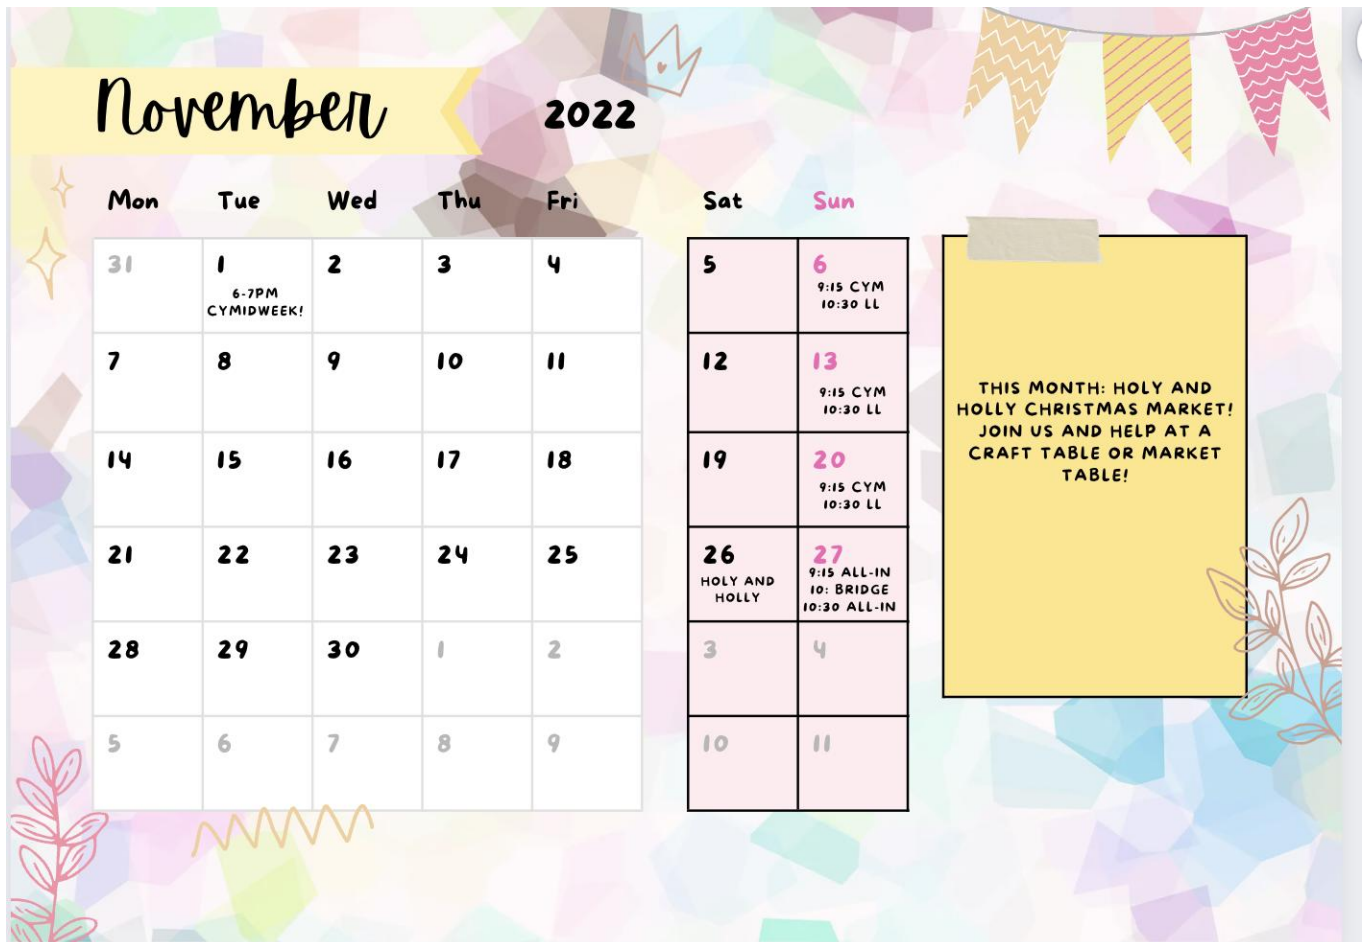 November
2022
Mon Tue Wed Thu Fri Sat Sun
31 1 2 3 4 5 6
6-7PM
CYMIDWEEK!
9:15 CYM
10:30 LL
7 8 9 10 11 12 13
9:15 CYM
10:30 LL
14 15 16 17 18 19 20
9:15 CYM
10:30 LL
21 22 23 24 25 26 27
HOLY AND
HOLLY
9:15 ALL-IN
10: BRIDGE
10:30 ALL-IN
28 29 30 1 2 3 4
5 6 7 8 9 10 11
THIS MONTH: HOLY AND
HOLLY CHRISTMAS MARKET!
JOIN US AND HELP AT A
CRAFT TABLE OR MARKET
TABLE!